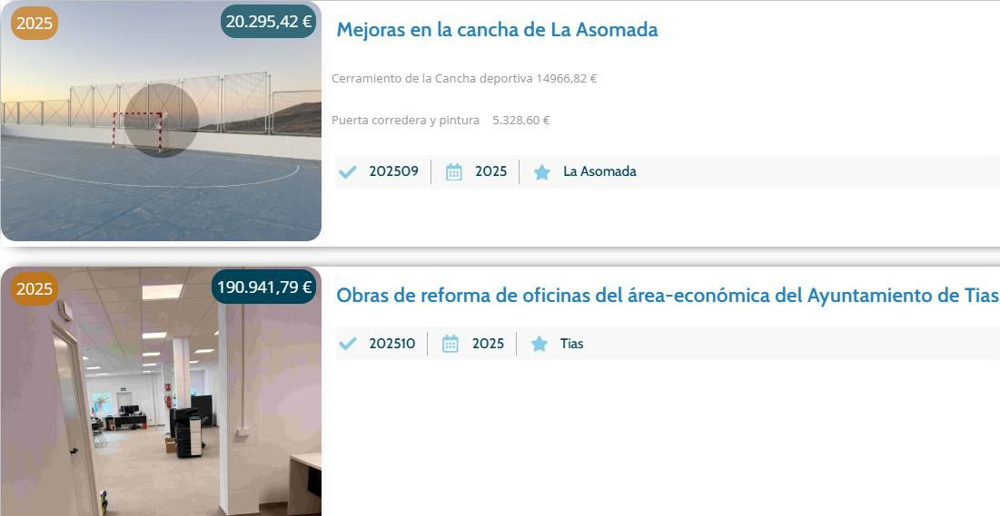 2025
20.295,42 €
Mejoras en la cancha de La Asomada
Cerramiento de la Cancha deportiva 14966,82 €
Puerta corredera y pintura 5.328,60 €
202509
2025
La Asomada
2025
190.941,79 €
Obras de reforma de oficinas del área-económica del Ayuntamiento de Tias
202510
2025
Tias